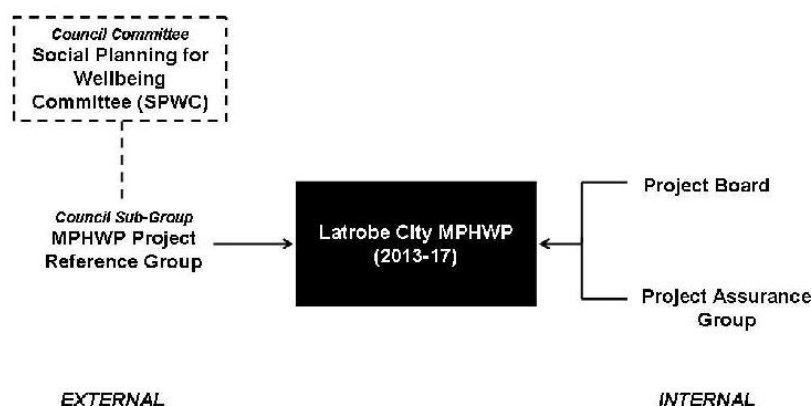 Council Committee
Social Planning for
Wellbeing
Committee (SPWC)
Council Sub-Group
MPHWP Project
Reference Group
Latrobe City MPHWP
(2013-17)
Project Board
Project Assurance
Group
EXTERNAL
INTERNAL